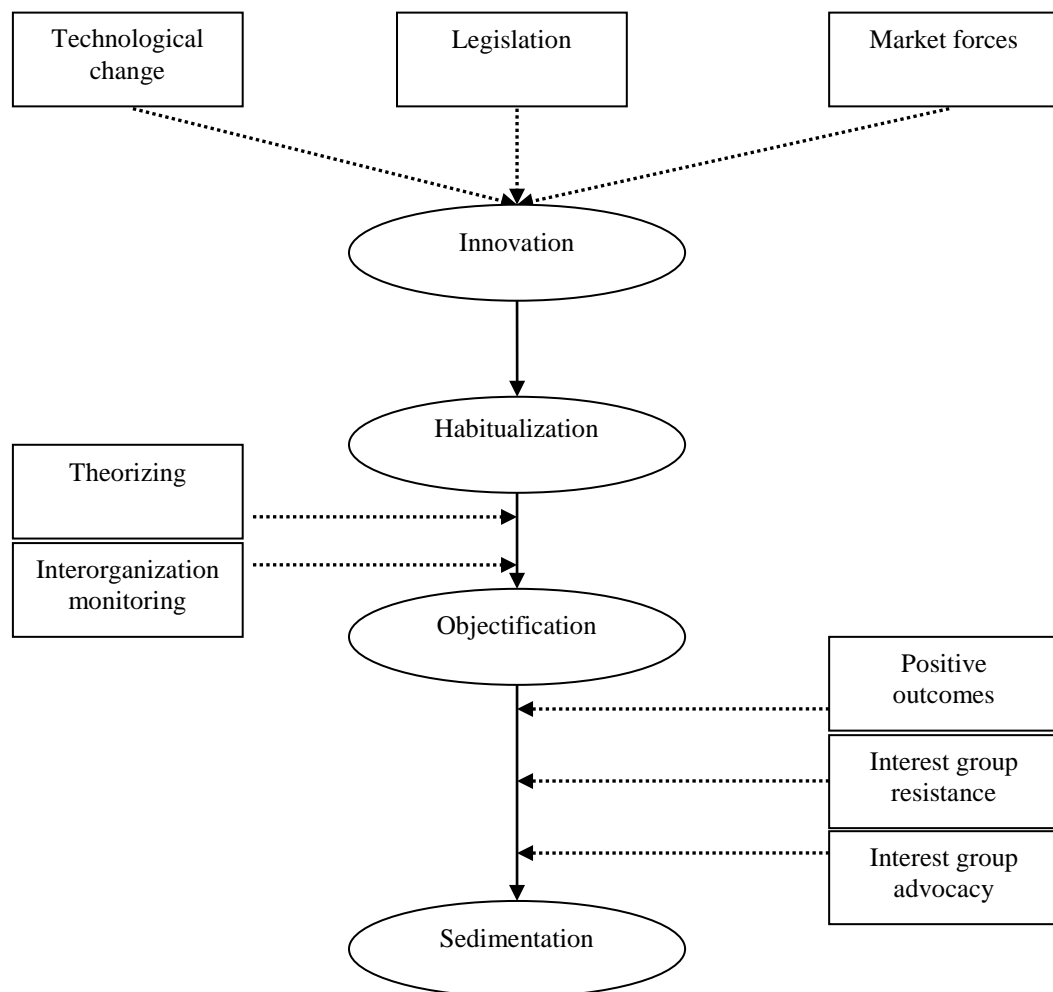 Technological
change
Legislation
Market forces
Innovation
Habitualization
Theorizing
Interorganization
monitoring
Objectification
Positive
outcomes
Interest group
resistance
Interest group
advocacy
Sedimentation